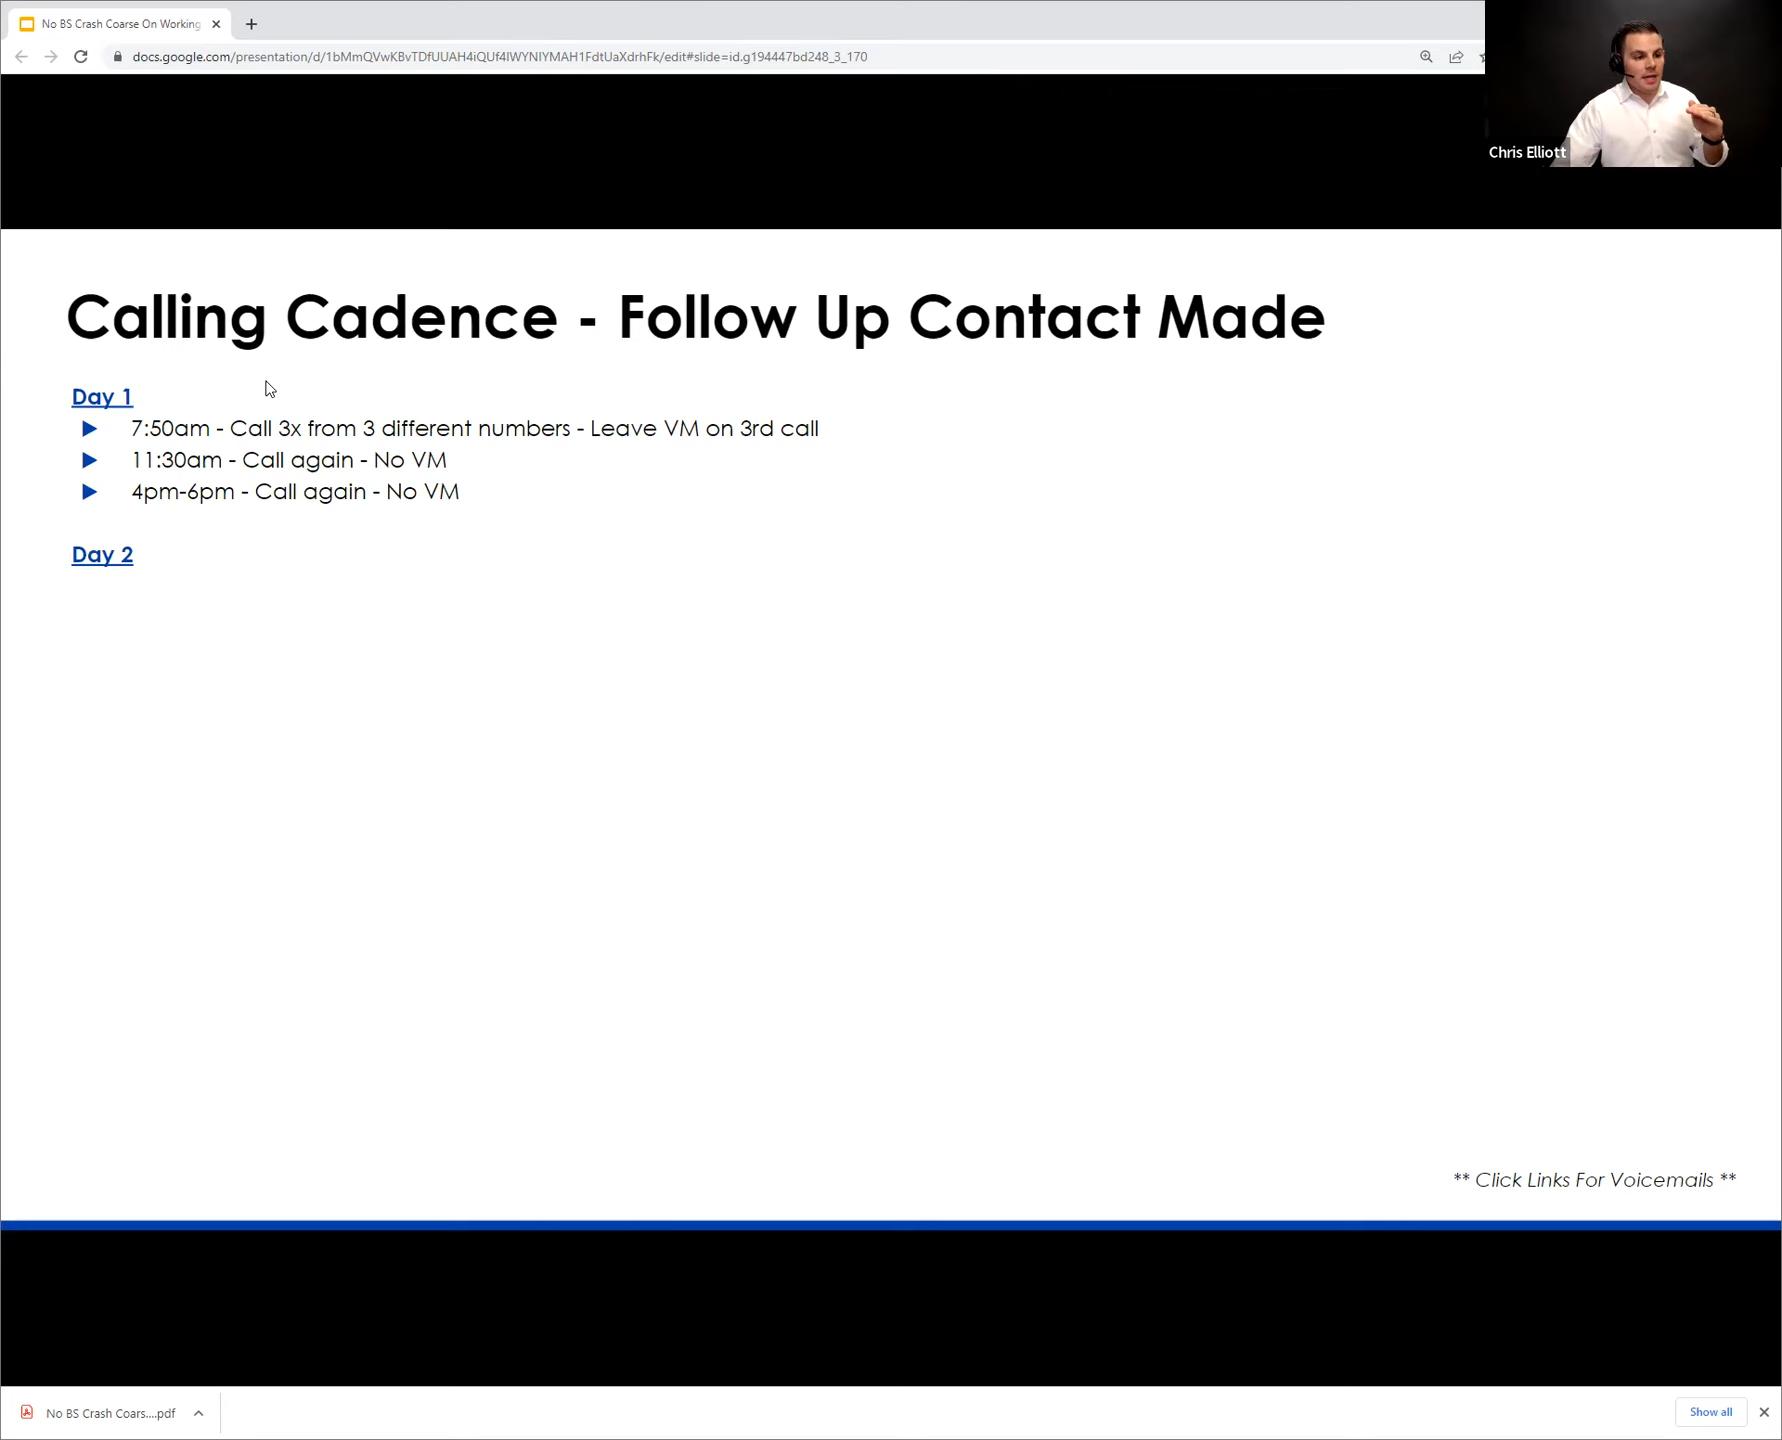 No BS Crash Coarse On Working
docs.google.com/presentation/d/1bMmQVwKBvTDfUUAH4iQUf4IWYNIYMAH1FdtUaXdrhFk/edit#slide=id.g194447bd248_3_170
Chris Elliott
Calling Cadence - Follow Up Contact Made
Day 1
7:50am - Call 3x from 3 different numbers - Leave VM on 3rd call
11:30am - Call again - No VM
4pm-6pm - Call again - No VM
Day 2
** Click Links For Voicemails **
No BS Crash Coars....pdf
Show all